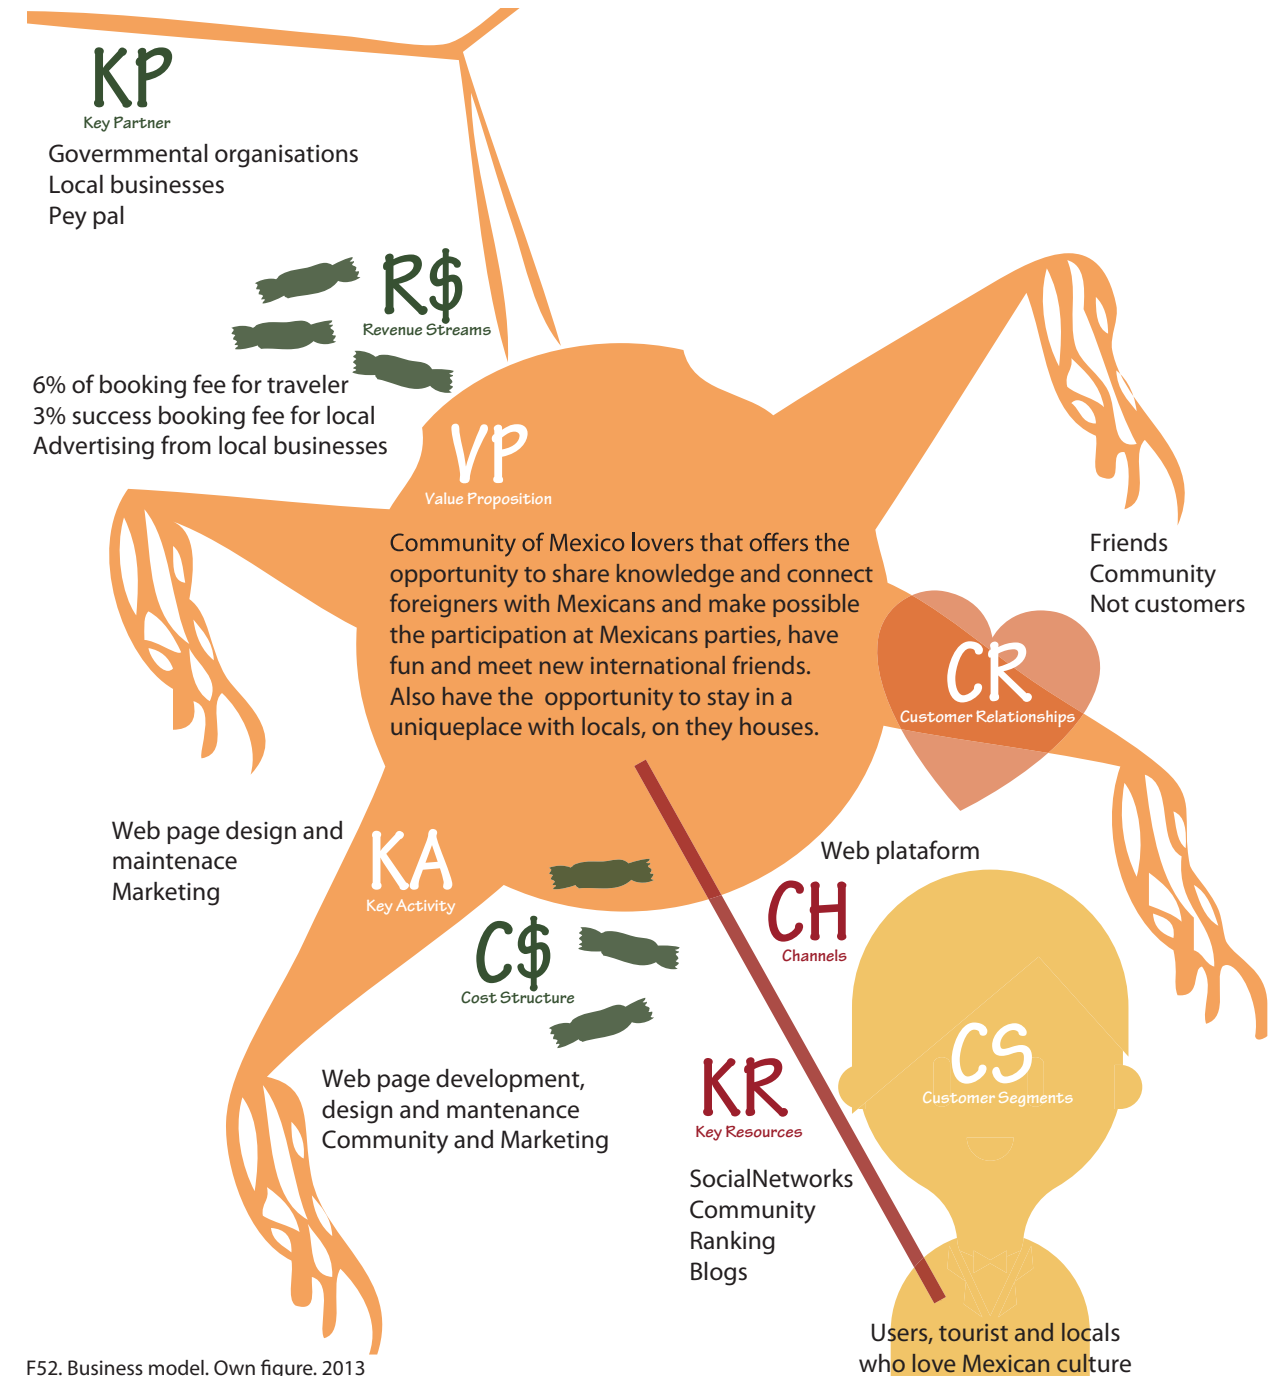 KP
Key Partner
Govermmental organisations
Local businesses
Pey pal
R$
Revenue Streams
6% of booking fee for traveler
3% success booking fee for local
Advertising from local businesses
VP
Value Proposition
Community of Mexico lovers that offers the
opportunity to share knowledge and connect
foreigners with Mexicans and make possible
the participation at Mexicans parties, have
fun and meet new international friends.
Also have the  opportunity to stay in a
uniqueplace with locals, on they houses.
Friends
Community
Not customers
CR
Customer Relationships
Web page design and
maintenace
Marketing
KA
Key Activity
C$
Cost Structure
Web page development,
design and mantenance
Community and Marketing
Web plataform
CH
Channels
KR
Key Resources
SocialNetworks
Community
Ranking
Blogs
CS
Customer Segments
Users, tourist and locals
who love Mexican culture
F52. Business model. Own figure. 2013